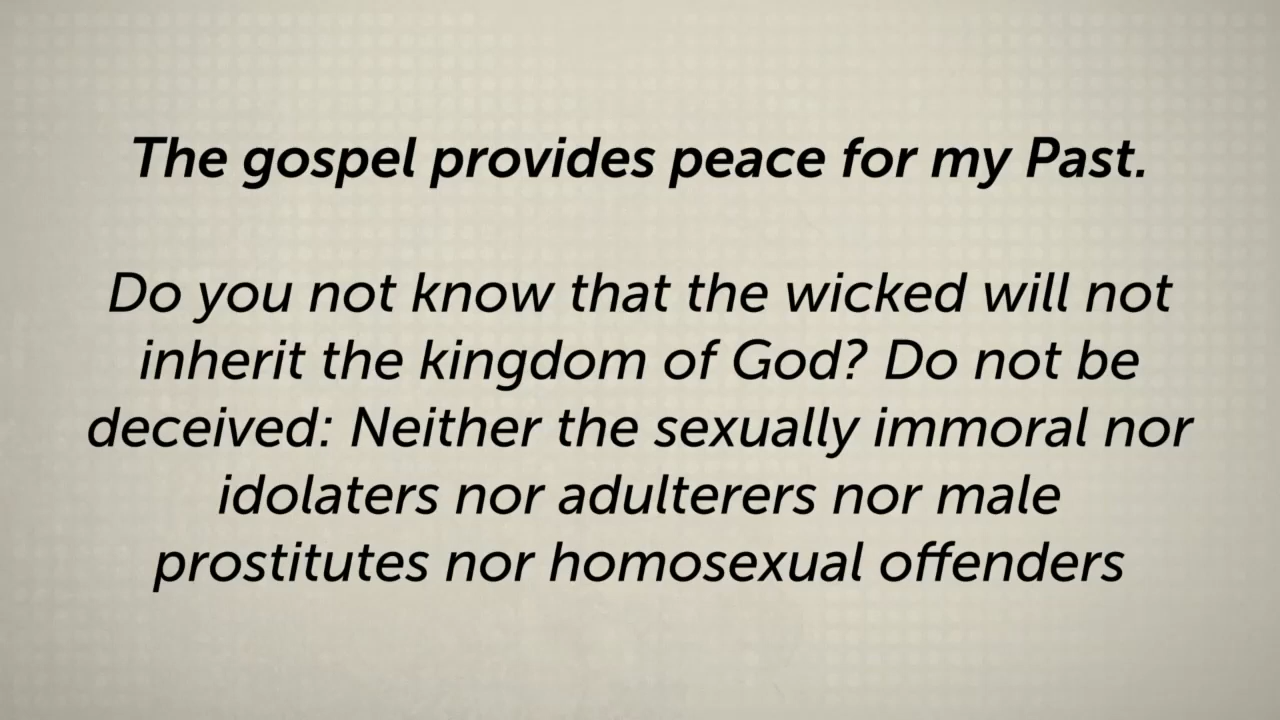 The gospel provides peace for my Past.
Do you not know that the wicked will not
inherit the kingdom of God? Do not be
deceived: Neither the sexually immoral nor
idolaters nor adulterers nor male
prostitutes nor homosexual offenders